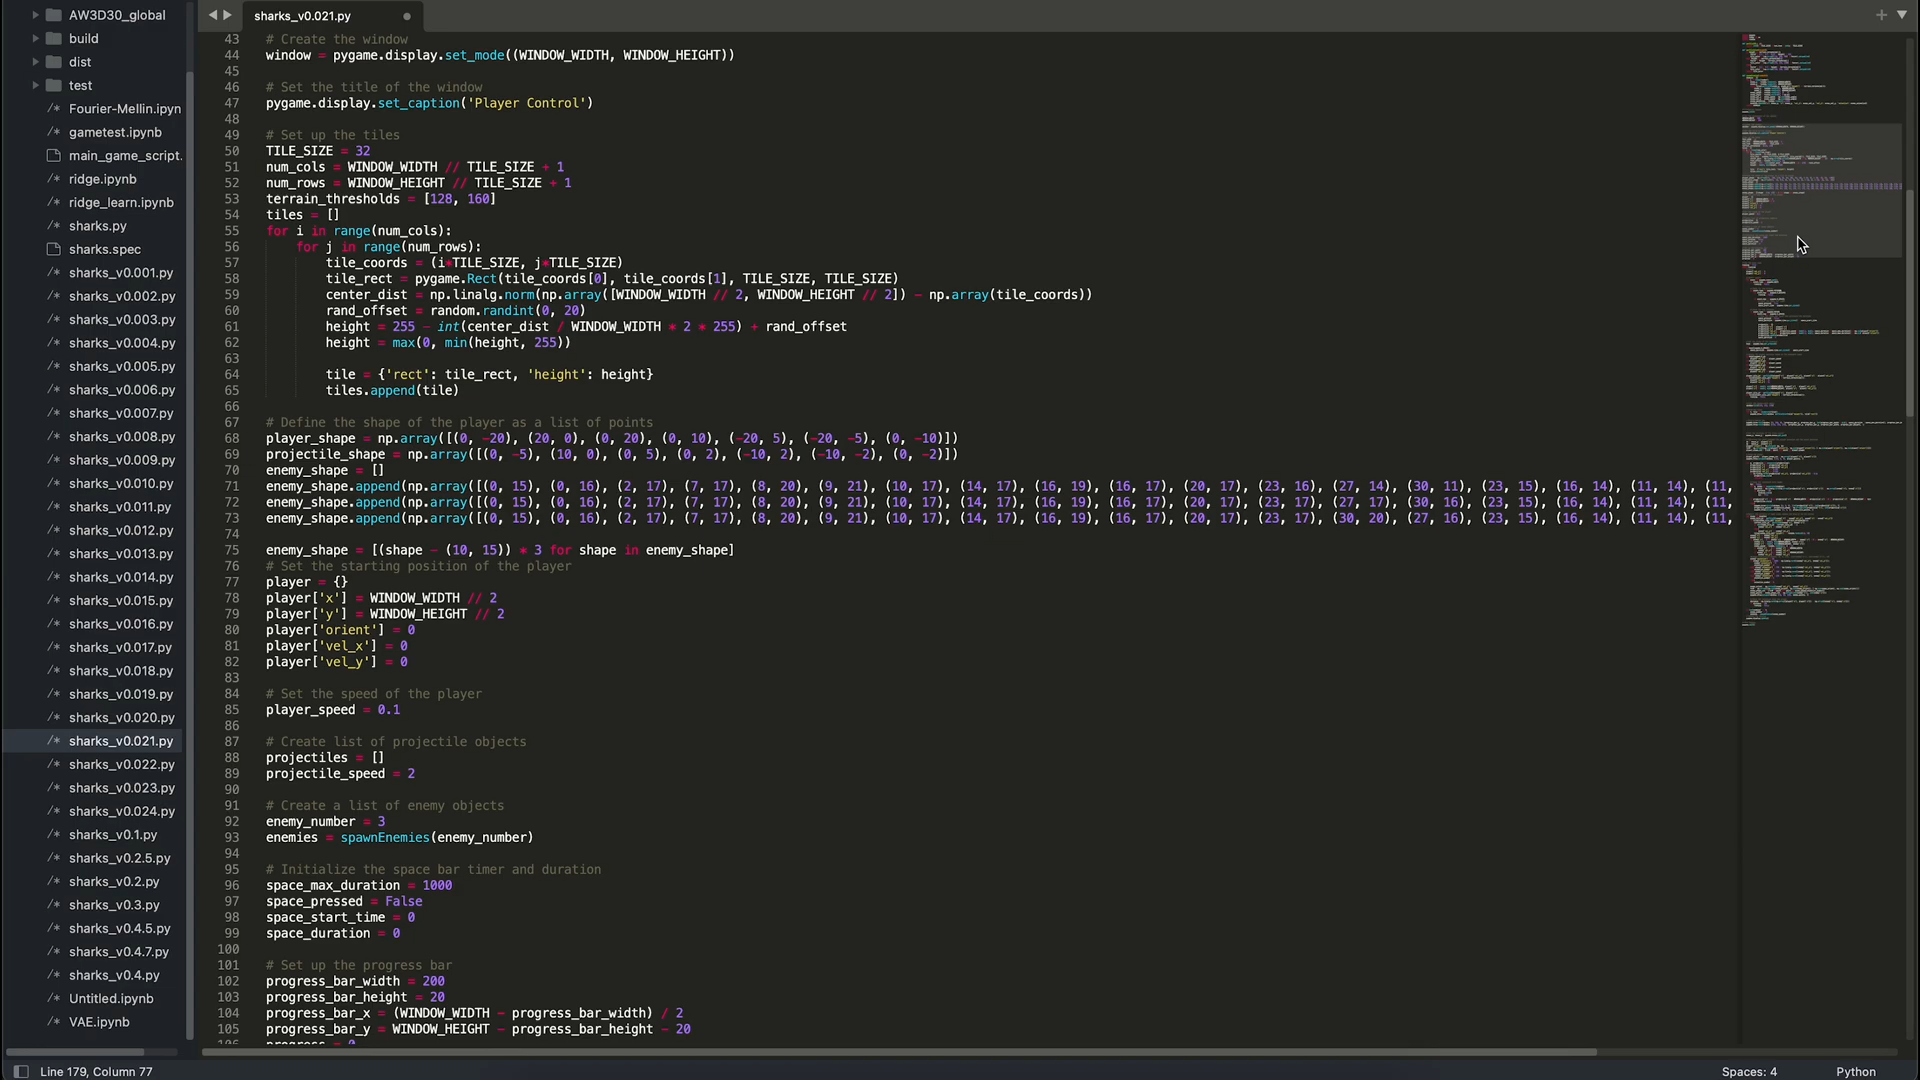 AW3D30_global
build
dist
test
Fourier-Mellin.ipyn
gametest.ipynb
main_game_script.
ridge.ipynb
ridge_learn.ipynb
sharks.py
sharks.spec
sharks_v0.001.py
sharks_v0.002.py
sharks_v0.003.py
sharks_v0.004.py
sharks_v0.005.py
sharks_v0.006.py
sharks_v0.007.py
sharks_v0.008.py
sharks_v0.009.py
sharks_v0.010.py
sharks_v0.011.py
sharks_v0.012.py
sharks_v0.013.py
sharks_v0.014.py
sharks_v0.015.py
sharks_v0.016.py
sharks_v0.017.py
sharks_v0.018.py
sharks_v0.019.py
sharks_v0.020.py
sharks_v0.021.py
sharks_v0.022.py
sharks_v0.023.py
sharks_v0.024.py
sharks_v0.1.py
sharks_v0.2.5.py
sharks_v0.2.py
sharks_v0.3.py
sharks_v0.4.5.py
sharks_v0.4.7.py
sharks_v0.4.py
Untitled.ipynb
VAE.ipynb
sharks_v0.021.py
43 # Create the window
44 window = pygame.display.set_mode((WINDOW_WIDTH, WINDOW_HEIGHT))
45
46 # Set the title of the window
47 pygame.display.set_caption('Player Control')
48
49 # Set up the tiles
50 TILE_SIZE = 32
51 num_cols = WINDOW_WIDTH // TILE_SIZE + 1
52 num_rows = WINDOW_HEIGHT // TILE_SIZE + 1
53 terrain_thresholds = [128, 160]
54 tiles = []
55 for i in range(num_cols):
56 for j in range(num_rows):
57 tile_coords = (i*TILE_SIZE, j*TILE_SIZE)
58 tile_rect = pygame.Rect(tile_coords[0], tile_coords[1], TILE_SIZE, TILE_SIZE)
59 center_dist = np.linalg.norm(np.array([WINDOW_WIDTH // 2, WINDOW_HEIGHT // 2]) - np.array(tile_coords))
60 rand_offset = random.randint(0, 20)
61 height = 255 - int(center_dist / WINDOW_WIDTH * 2 * 255) + rand_offset
62 height = max(0, min(height, 255))
63
64 tile = {'rect': tile_rect, 'height': height}
65 tiles.append(tile)
66
67 # Define the shape of the player as a list of points
68 player_shape = np.array([(0, -20), (20, 0), (0, 20), (0, 10), (-20, 5), (-20, -5), (0, -10)])
69 projectile_shape = np.array([(0, -5), (10, 0), (0, 5), (0, 2), (-10, 2), (-10, -2), (0, -2)])
70 enemy_shape = []
71 enemy_shape.append(np.array([(0, 15), (0, 16), (2, 17), (7, 17), (8, 20), (9, 21), (10, 17), (14, 17), (16, 19), (16, 17), (20, 17), (23, 16), (27, 14), (30, 11), (23, 15), (16, 14), (11, 14), (11,
72 enemy_shape.append(np.array([(0, 15), (0, 16), (2, 17), (7, 17), (8, 20), (9, 21), (10, 17), (14, 17), (16, 19), (16, 17), (20, 17), (23, 17), (27, 17), (30, 16), (23, 15), (16, 14), (11, 14), (11,
73 enemy_shape.append(np.array([(0, 15), (0, 16), (2, 17), (7, 17), (8, 20), (9, 21), (10, 17), (14, 17), (16, 19), (16, 17), (20, 17), (23, 17), (30, 20), (27, 16), (23, 15), (16, 14), (11, 14), (11,
74
75 enemy_shape = [(shape - (10, 15)) * 3 for shape in enemy_shape]
76 # Set the starting position of the player
77 player = {}
78 player['x'] = WINDOW_WIDTH // 2
79 player['y'] = WINDOW_HEIGHT // 2
80 player['orient'] = 0
81 player['vel_x'] = 0
82 player['vel_y'] = 0
83
84 # Set the speed of the player
85 player_speed = 0.1
86
87 # Create list of projectile objects
88 projectiles = []
89 projectile_speed = 2
90
91 # Create a list of enemy objects
92 enemy_number = 3
93 enemies = spawnEnemies(enemy_number)
94
95 # Initialize the space bar timer and duration
96 space_max_duration = 1000
97 space_pressed = False
98 space_start_time = 0
99 space_duration = 0
100
101 # Set up the progress bar
102 progress_bar_width = 200
103 progress_bar_height = 20
104 progress_bar_x = (WINDOW_WIDTH - progress_bar_width) / 2
105 progress_bar_y = WINDOW_HEIGHT - progress_bar_height - 20
106 progress = 0
Line 179, Column 77
Spaces: 4
Python